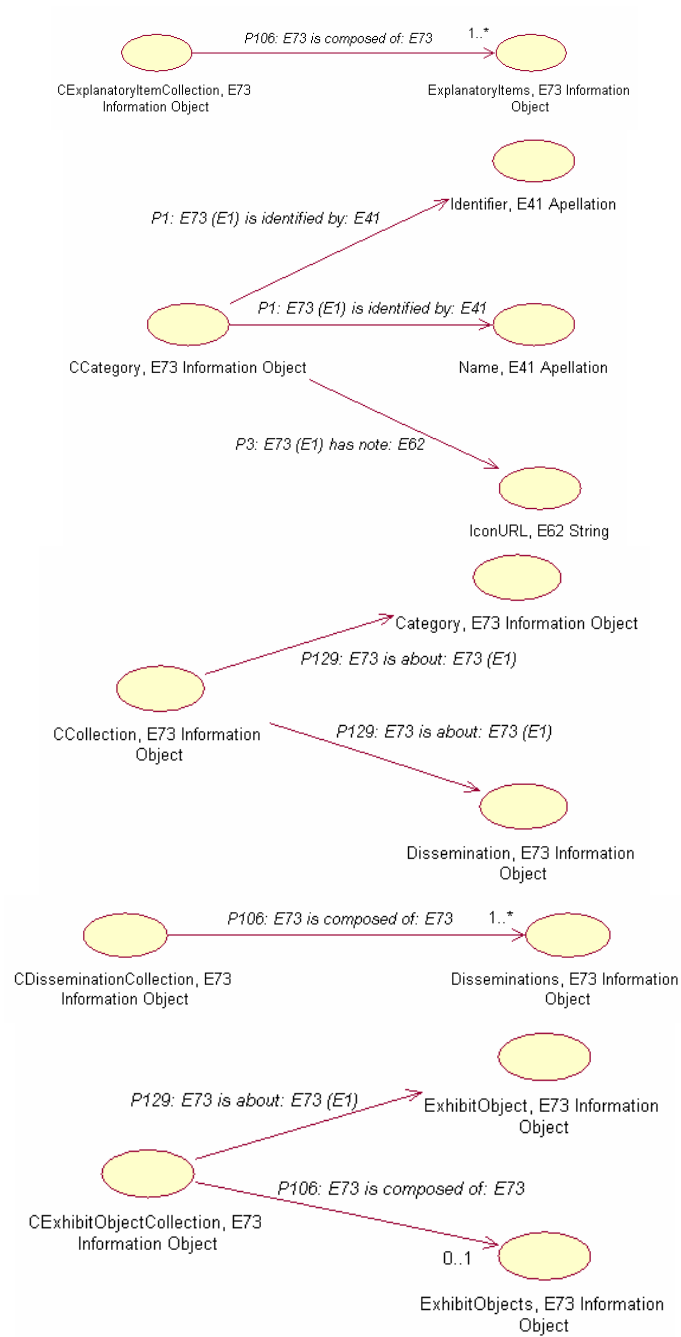 P106: E73 is composed of: E73
1..*
CExplanatoryItemCollection, E73
Information Object
ExplanatoryItems, E73 Information
Object
Identifier, E41 Apellation
P1: E73 (E1) is identified by: E41
P1: E73 (E1) is identified by: E41
CCategory, E73 Information Object
Name, E41 Apellation
P3: E73 (E1) has note: E62
IconURL, E62 String
Category, E73 Information Object
P129: E73 is about: E73 (E1)
CCollection, E73 Information
Object
P129: E73 is about: E73 (E1)
Dissemination, E73 Information
Object
P106: E73 is composed of: E73
1..*
CDisseminationCollection, E73
Information Object
Disseminations, E73 Information
Object
P129: E73 is about: E73 (E1)
ExhibitObject, E73 Information
Object
P106: E73 is composed of: E73
CExhibitObjectCollection, E73
Information Object
0..1
ExhibitObjects, E73 Information
Object